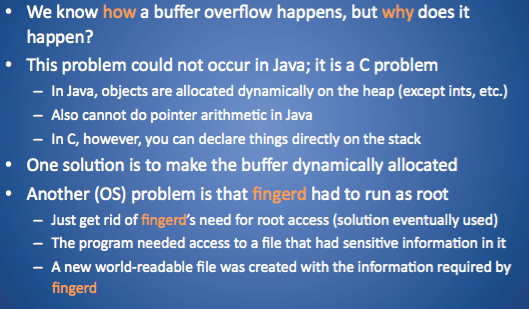 • We know how a buffer overflow happens, but why does it
happen?
• This problem could not occur in Java; it is a C problem
– In Java, objects are allocated dynamically on the heap (except ints, etc.)
– Also cannot do pointer arithmetic in Java
– In C, however, you can declare things directly on the stack
• One solution is to make the buffer dynamically allocated
• Another (OS) problem is that fingerd had to run as root
– Just get rid of fingerd's need for root access (solution eventually used)
– The program needed access to a file that had sensitive information in it
– A new world-readable file was created with the information required by
fingerd